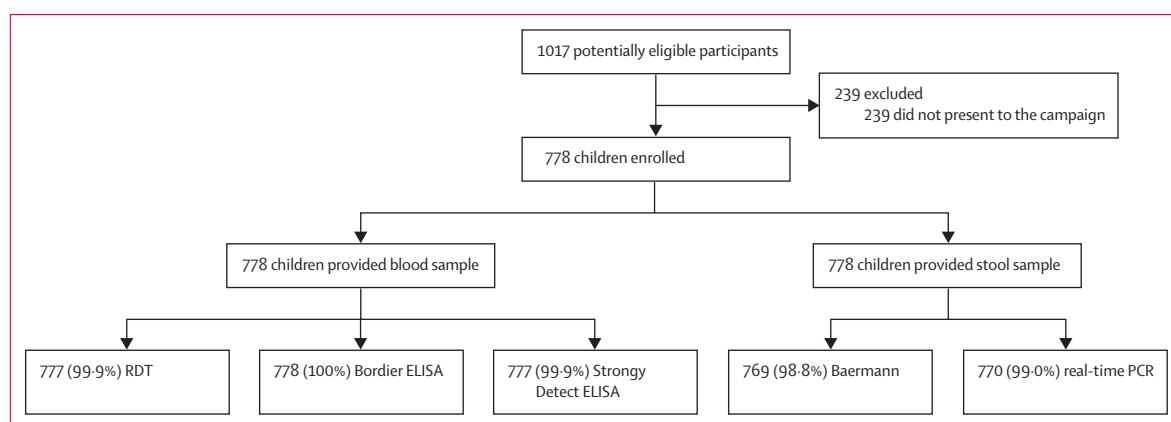 1017 potentially eligible participants
239 excluded
239 did not present to the campaign
778 children enrolled
778 children provided blood sample
778 children provided stool sample
777 (99·9%) RDT
778 (100%) Bordier ELISA
777 (99·9%) Strongy
Detect ELISA
769 (98·8%) Baermann
770 (99·0%) real-time PCR